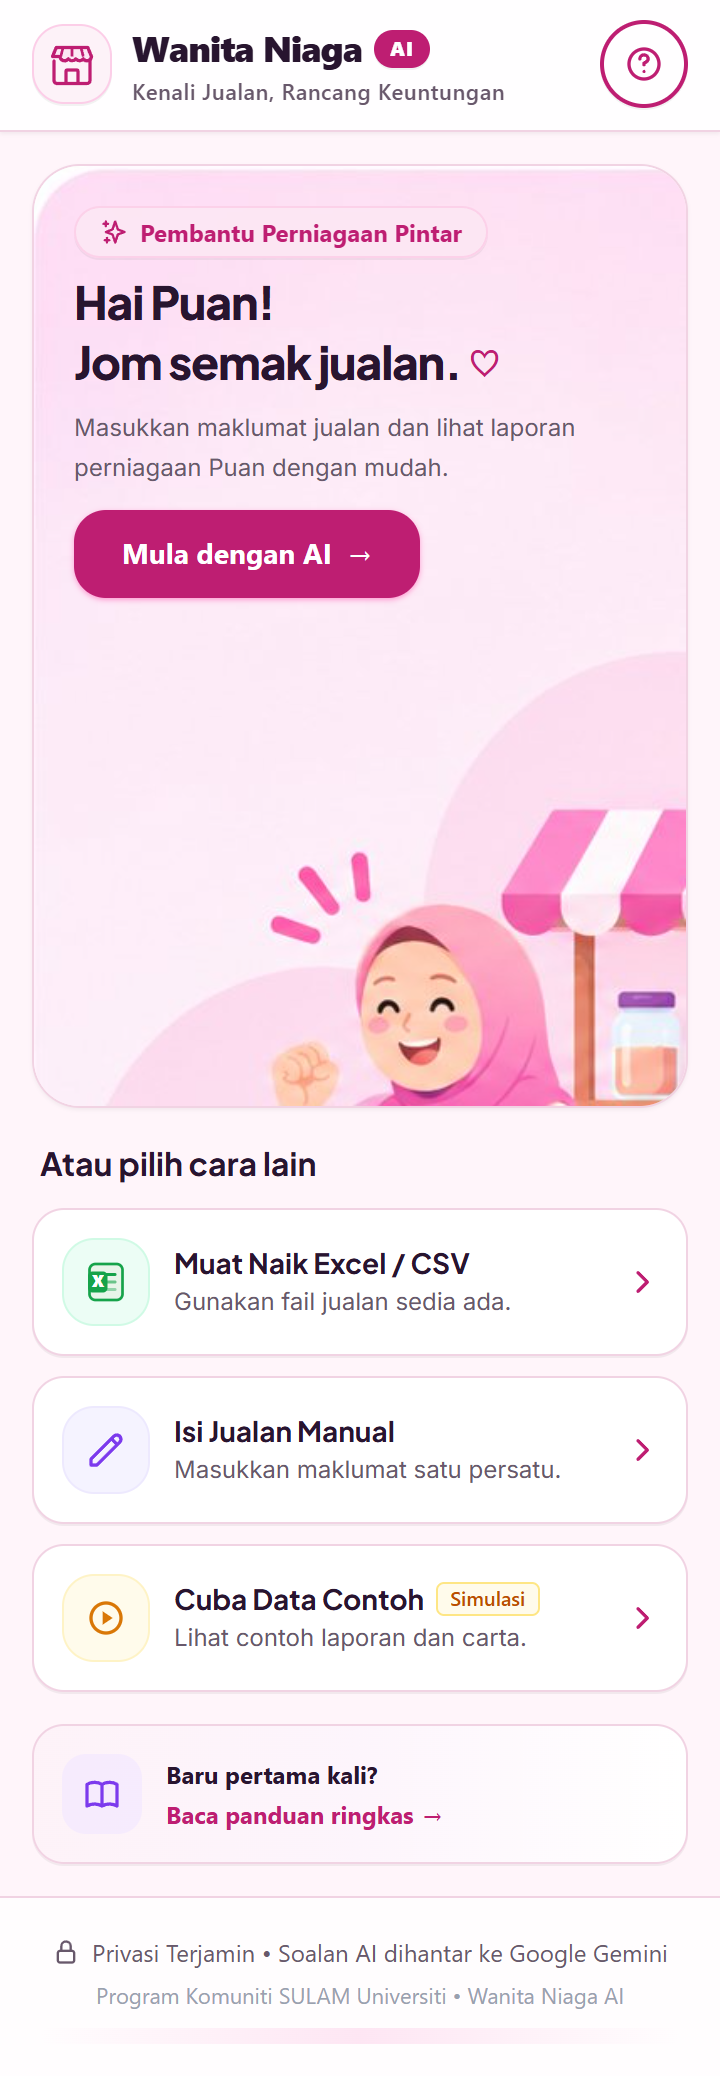 Wanita Niaga AI
Kenali Jualan, Rancang Keuntungan
Pembantu Perniagaan Pintar
Hai Puan!
Jom semak jualan.
Masukkan maklumat jualan dan lihat laporan
perniagaan Puan dengan mudah.
Mula dengan AI →
Atau pilih cara lain
Muat Naik Excel / CSV
Gunakan fail jualan sedia ada.
Isi Jualan Manual
Masukkan maklumat satu persatu.
Cuba Data Contoh Simulasi
Lihat contoh laporan dan carta.
Baru pertama kali?
Baca panduan ringkas →
Privasi Terjamin • Soalan AI dihantar ke Google Gemini
Program Komuniti SULAM Universiti • Wanita Niaga AI